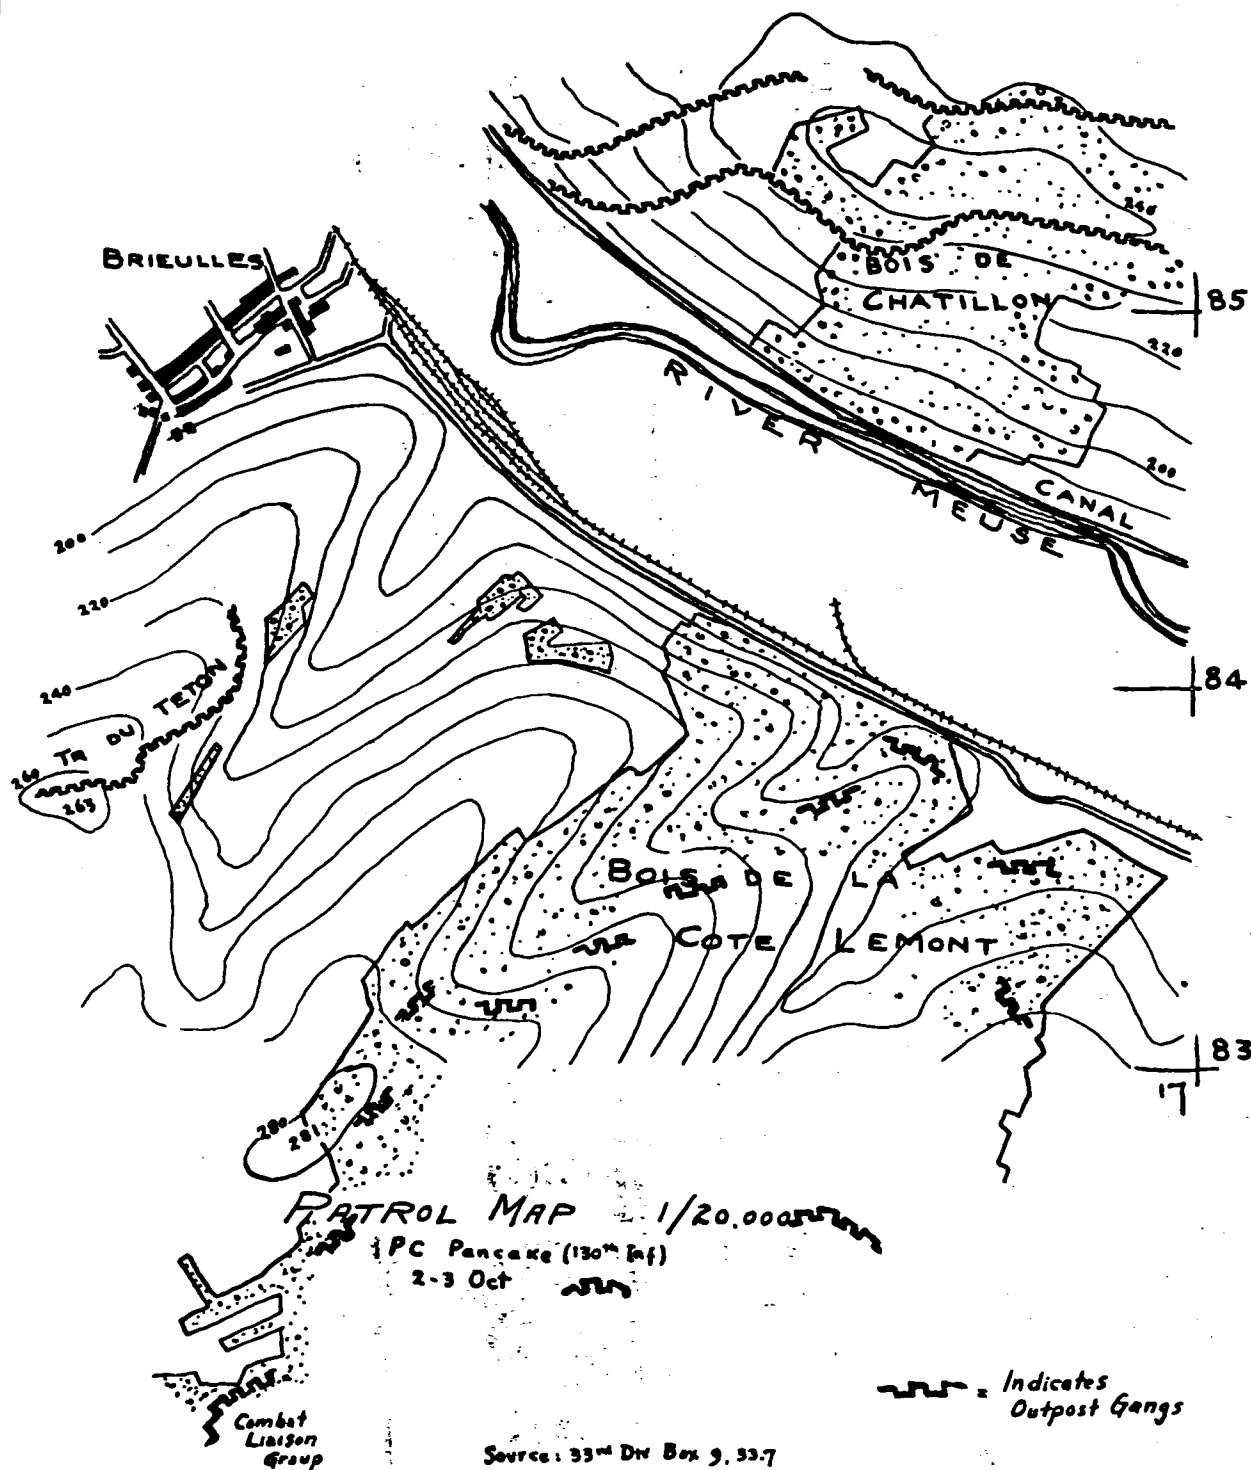 BRIEULLES
246
BOIS DE
CHATILLON
85
220
RIVER
MEUSE
200
CANAL
200
220
240
TR DU TETON
260
263
84
BOIS DE LA
COTE LEMONT
83
17
280
281
PATROL MAP 1/20,000
PC Pancake (130th Inf)
2-3 Oct
= Indicates
Outpost Gangs
Combat
Liaison
Group
Source: 33rd Div Box 9, 33.7